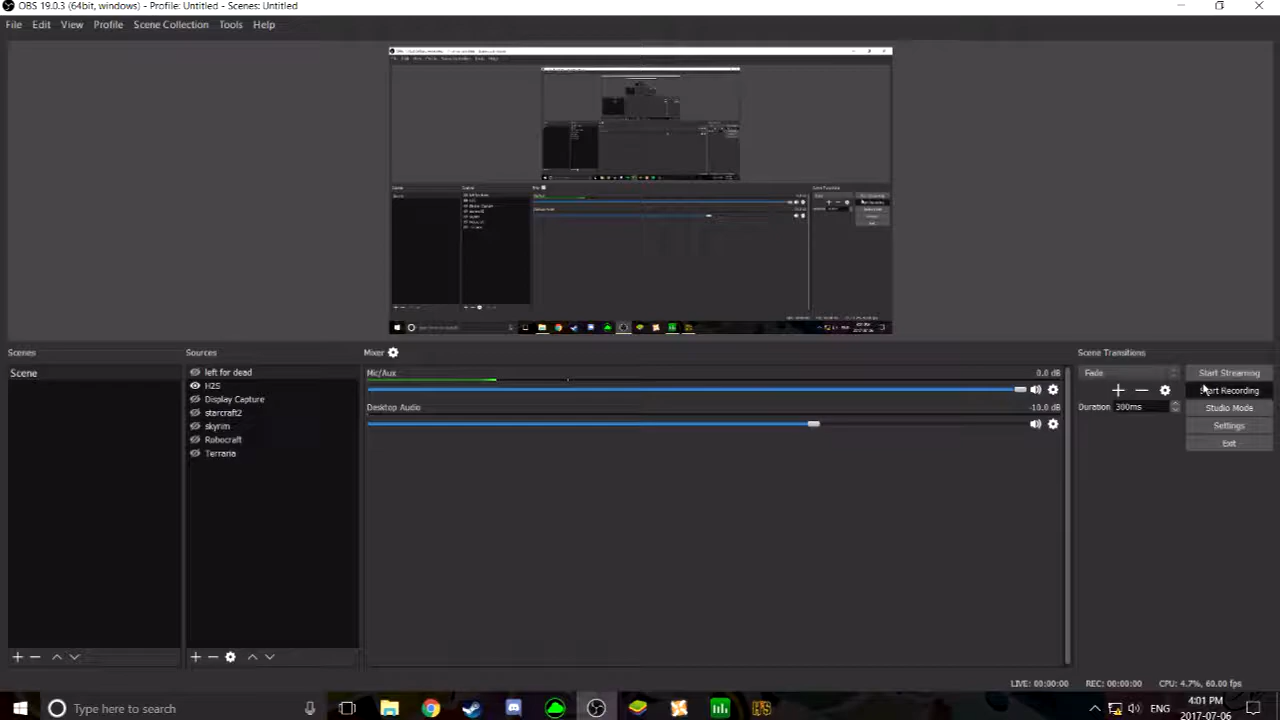 OBS 19.0.3 (64bit, windows) - Profile: Untitled - Scenes: Untitled
File Edit View Profile Scene Collection Tools Help
Scenes
Scene
Sources
left for dead
H2S
Display Capture
starcraft2
skyrim
Robocraft
Terraria
Mixer
Mic/Aux 0.0 dB
Desktop Audio -10.0 dB
Scene Transitions
Fade
Duration 300ms
Start Streaming
Start Recording
Studio Mode
Settings
Exit
LIVE: 00:00:00 REC: 00:00:00 CPU: 4.7%, 60.00 fps
Type here to search
ENG
4:01 PM
2017-07-06